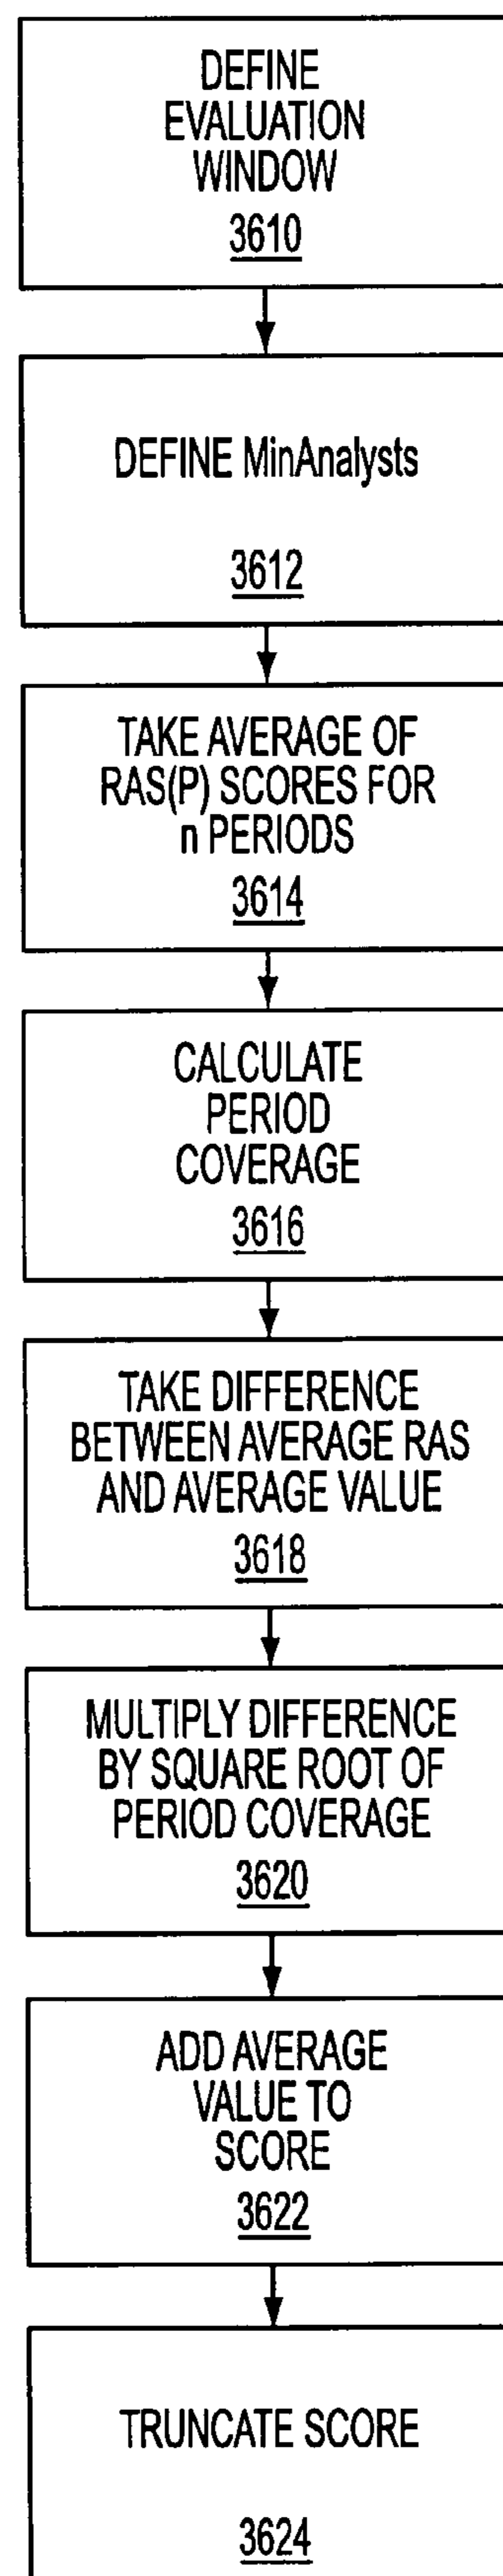 DEFINE
EVALUATION
WINDOW
3610
DEFINE MinAnalysts
3612
TAKE AVERAGE OF
RAS(P) SCORES FOR
n PERIODS
3614
CALCULATE
PERIOD
COVERAGE
3616
TAKE DIFFERENCE
BETWEEN AVERAGE RAS
AND AVERAGE VALUE
3618
MULTIPLY DIFFERENCE
BY SQUARE ROOT OF
PERIOD COVERAGE
3620
ADD AVERAGE
VALUE TO
SCORE
3622
TRUNCATE SCORE
3624